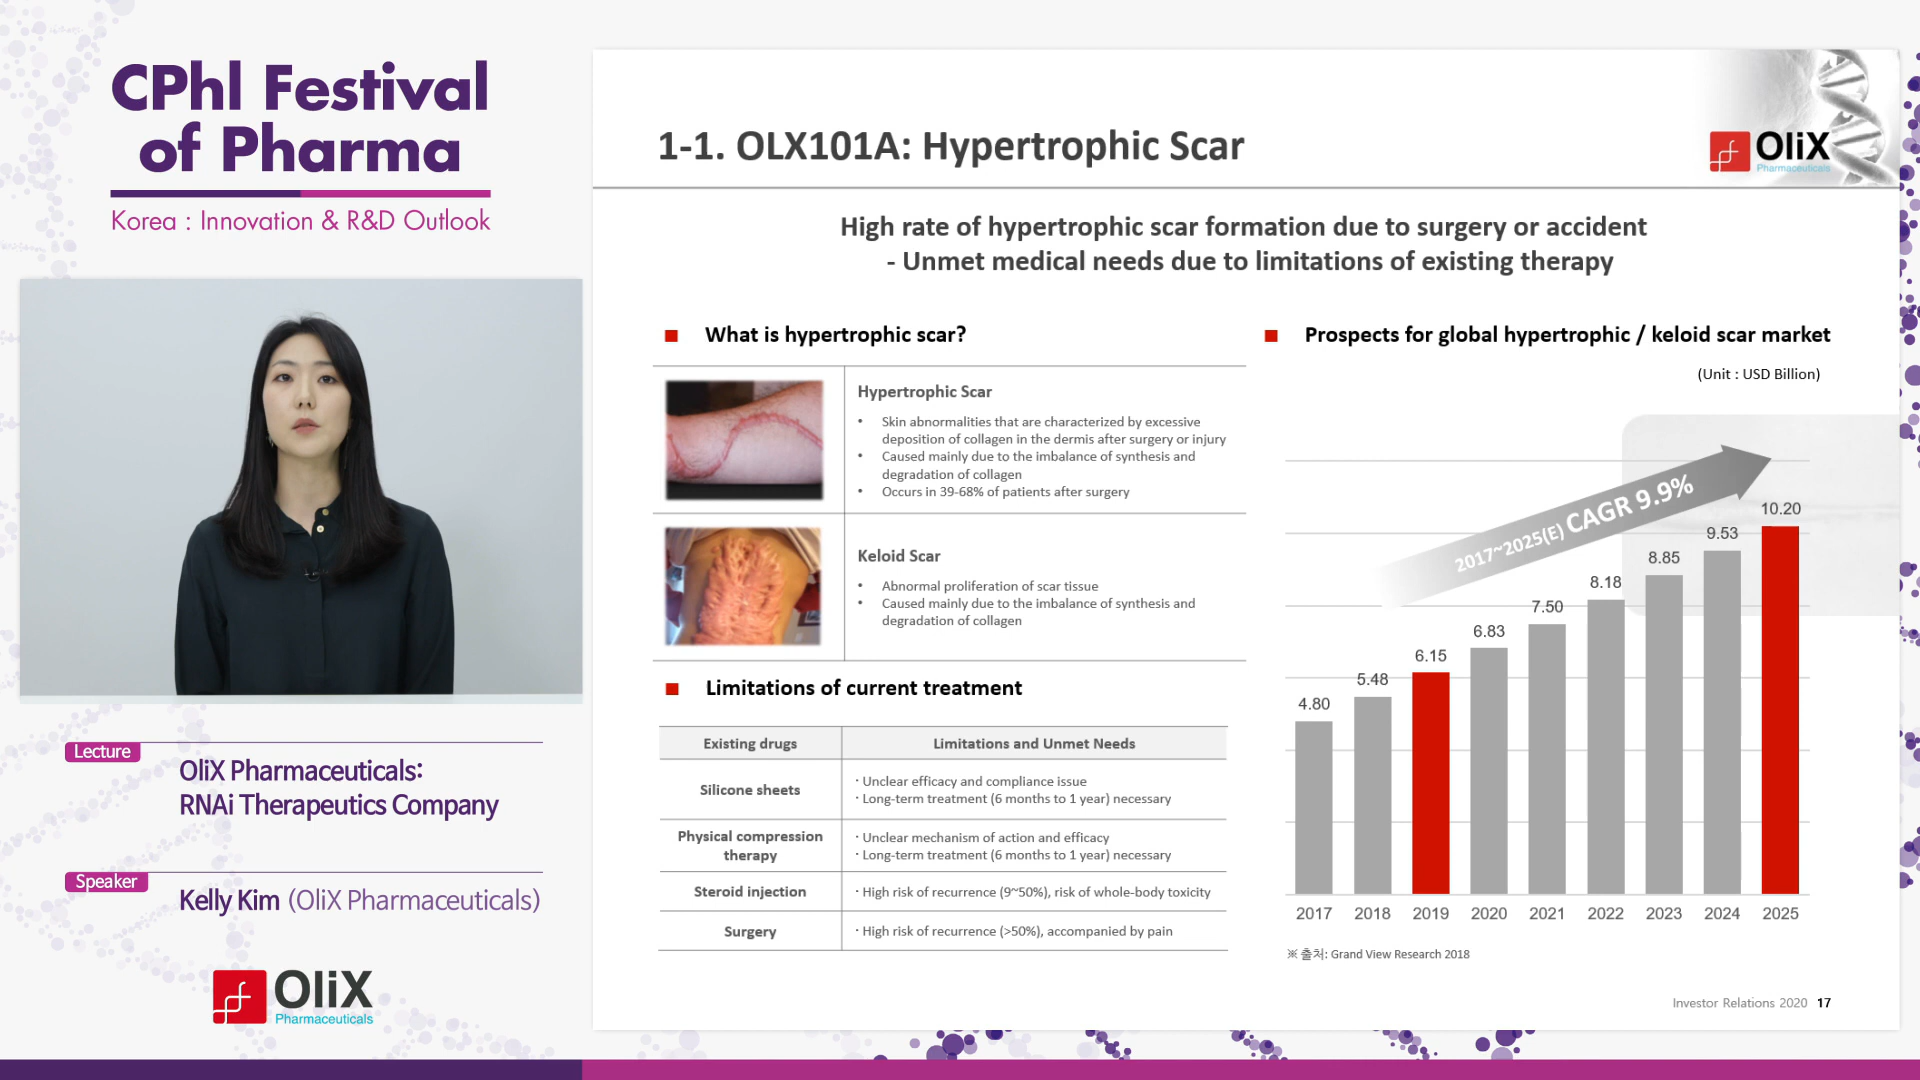 CPhI Festival
of Pharma
Korea : Innovation & R&D Outlook
Lecture
OliX Pharmaceuticals:
RNAi Therapeutics Company
Speaker
Kelly Kim (OliX Pharmaceuticals)
OliX
Pharmaceuticals
1-1. OLX101A: Hypertrophic Scar
OliX
Pharmaceuticals
High rate of hypertrophic scar formation due to surgery or accident
- Unmet medical needs due to limitations of existing therapy
What is hypertrophic scar?
Hypertrophic Scar
• Skin abnormalities that are characterized by excessive
deposition of collagen in the dermis after surgery or injury
• Caused mainly due to the imbalance of synthesis and
degradation of collagen
• Occurs in 39-68% of patients after surgery
Keloid Scar
• Abnormal proliferation of scar tissue
• Caused mainly due to the imbalance of synthesis and
degradation of collagen
Limitations of current treatment
Existing drugs Limitations and Unmet Needs
Silicone sheets
· Unclear efficacy and compliance issue
· Long-term treatment (6 months to 1 year) necessary
Physical compression
therapy
· Unclear mechanism of action and efficacy
· Long-term treatment (6 months to 1 year) necessary
Steroid injection · High risk of recurrence (9~50%), risk of whole-body toxicity
Surgery · High risk of recurrence (>50%), accompanied by pain
Prospects for global hypertrophic / keloid scar market
(Unit : USD Billion)
2017~2025(E) CAGR 9.9%
4.80 5.48 6.15 6.83 7.50 8.18 8.85 9.53 10.20
2017 2018 2019 2020 2021 2022 2023 2024 2025
※ 출처: Grand View Research 2018
Investor Relations 2020 17